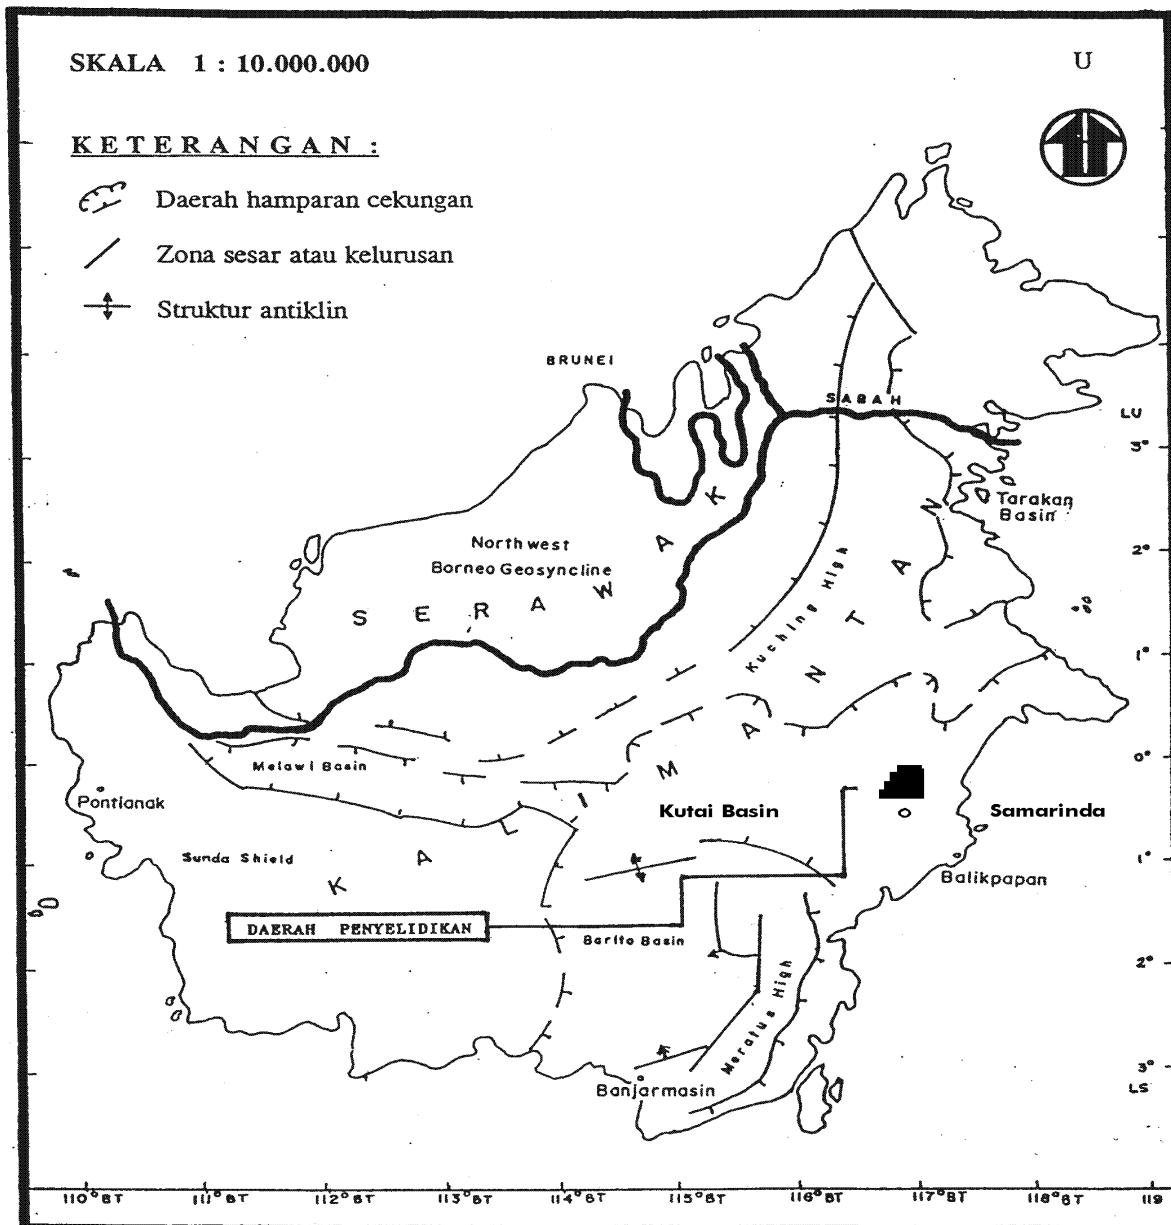 SKALA 1 : 10.000.000
U
KETERANGAN :
Daerah hamparan cekungan
Zona sesar atau kelurusan
Struktur antiklin
BRUNEI
SABAH
LU
3°
Tarakan
Basin
Northwest
Borneo Geosyncline
2°
SERAWAK
Kuching High
1°
KALIMANTAN
0°
Melawi Basin
Pontianak
Kutai Basin
Samarinda
Sunda Shield
1°
Balikpapan
DAERAH PENYELIDIKAN
Barito Basin
2°
Meratus High
3°
LS
Banjarmasin
110°BT 111°BT 112°BT 113°BT 114°BT 115°BT 116°BT 117°BT 118°BT 119